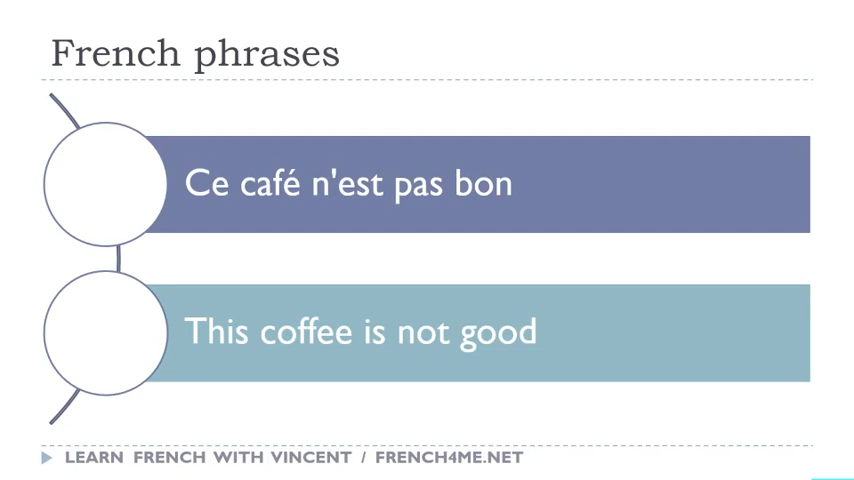 French phrases
Ce café n'est pas bon
This coffee is not good
LEARN FRENCH WITH VINCENT / FRENCH4ME.NET